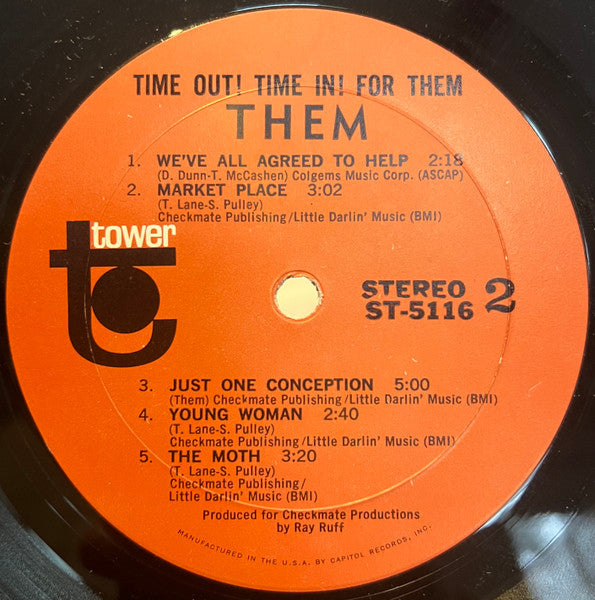 TIME OUT! TIME IN! FOR THEM
THEM
1. WE'VE ALL AGREED TO HELP 2:18
(D. Dunn-T. McCashen) Colgems Music Corp. (ASCAP)
2. MARKET PLACE 3:02
(T. Lane-S. Pulley)
Checkmate Publishing/Little Darlin' Music (BMI)
tower
STEREO 2
ST-5116
3. JUST ONE CONCEPTION 5:00
(Them) Checkmate Publishing/Little Darlin' Music (BMI)
4. YOUNG WOMAN 2:40
(T. Lane-S. Pulley)
Checkmate Publishing/Little Darlin' Music (BMI)
5. THE MOTH 3:20
(T. Lane-S. Pulley)
Checkmate Publishing/
Little Darlin' Music (BMI)
Produced for Checkmate Productions
by Ray Ruff
MANUFACTURED IN THE U.S.A. BY CAPITOL RECORDS, INC.